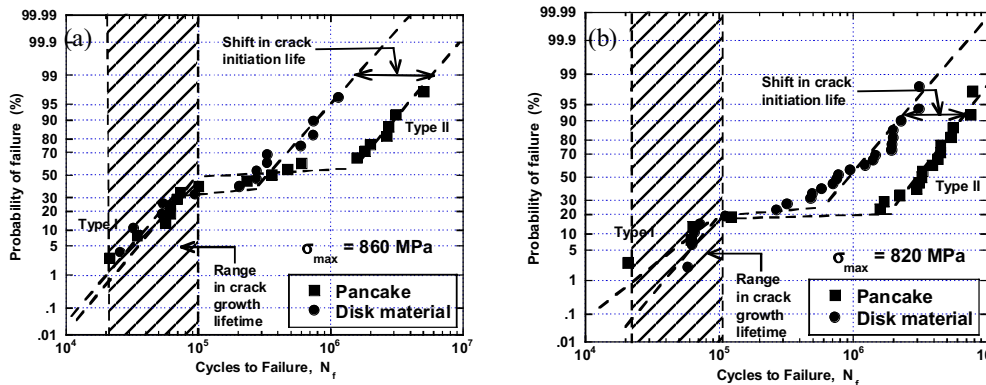 (a)
Probability of failure (%)
99.99
99.9
99
95
90
80
70
50
30
20
10
5
1
.1
.01
Shift in crack
initiation life
Type II
Type I
σmax = 860 MPa
Range
in crack
growth
lifetime
Pancake
Disk material
10^4
10^5
10^6
10^7
Cycles to Failure, N_f
(b)
Probability of failure (%)
99.99
99.9
99
95
90
80
70
50
30
20
10
5
1
.1
.01
Shift in crack
initiation life
Type II
Type I
σmax = 820 MPa
Range
in crack
growth
lifetime
Pancake
Disk material
10^4
10^5
10^6
10
Cycles to Failure, N_f